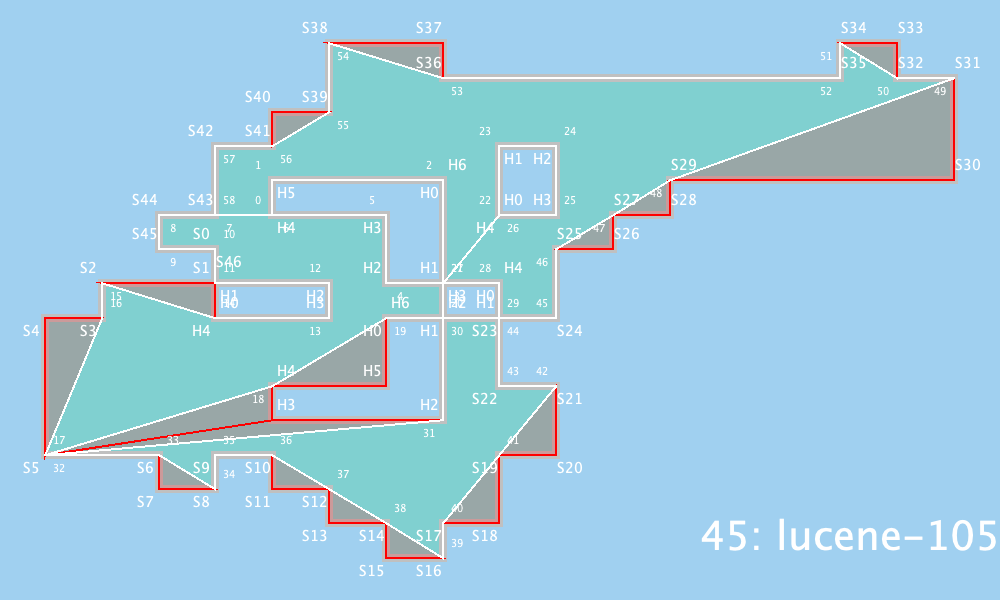 S38 S37 S34 S33
54 S36 51 S35 S32 S31
53 52 50 49
S40 S39
S42 S41 55 23 24
57 1 56 2 H6 H1 H2
S29 S30
H5 H0
S44 S43 58 0 5 22 H0 H3 25 S27 48 S28
8 7 H4 H3 H4 26 47
S45 S0 10 S25 S26
9 S1 S46 11 12 H2 H1 28 H4 46
S2
15 H1 H2 4 H3 H0
16 H3 H6 H1 29 45
S4 S3 H4 13 H0 19 H1 30 S23 44 S24
H4 H5 43 42
18 H3 H2 S22 S21
17 33 35 36 31 41
S5 32 S6 S9 34 S10 37 S19 S20
S7 S8 S11 S12 38 40
S13 S14 S17 39 S18
45: lucene-105
S15 S16